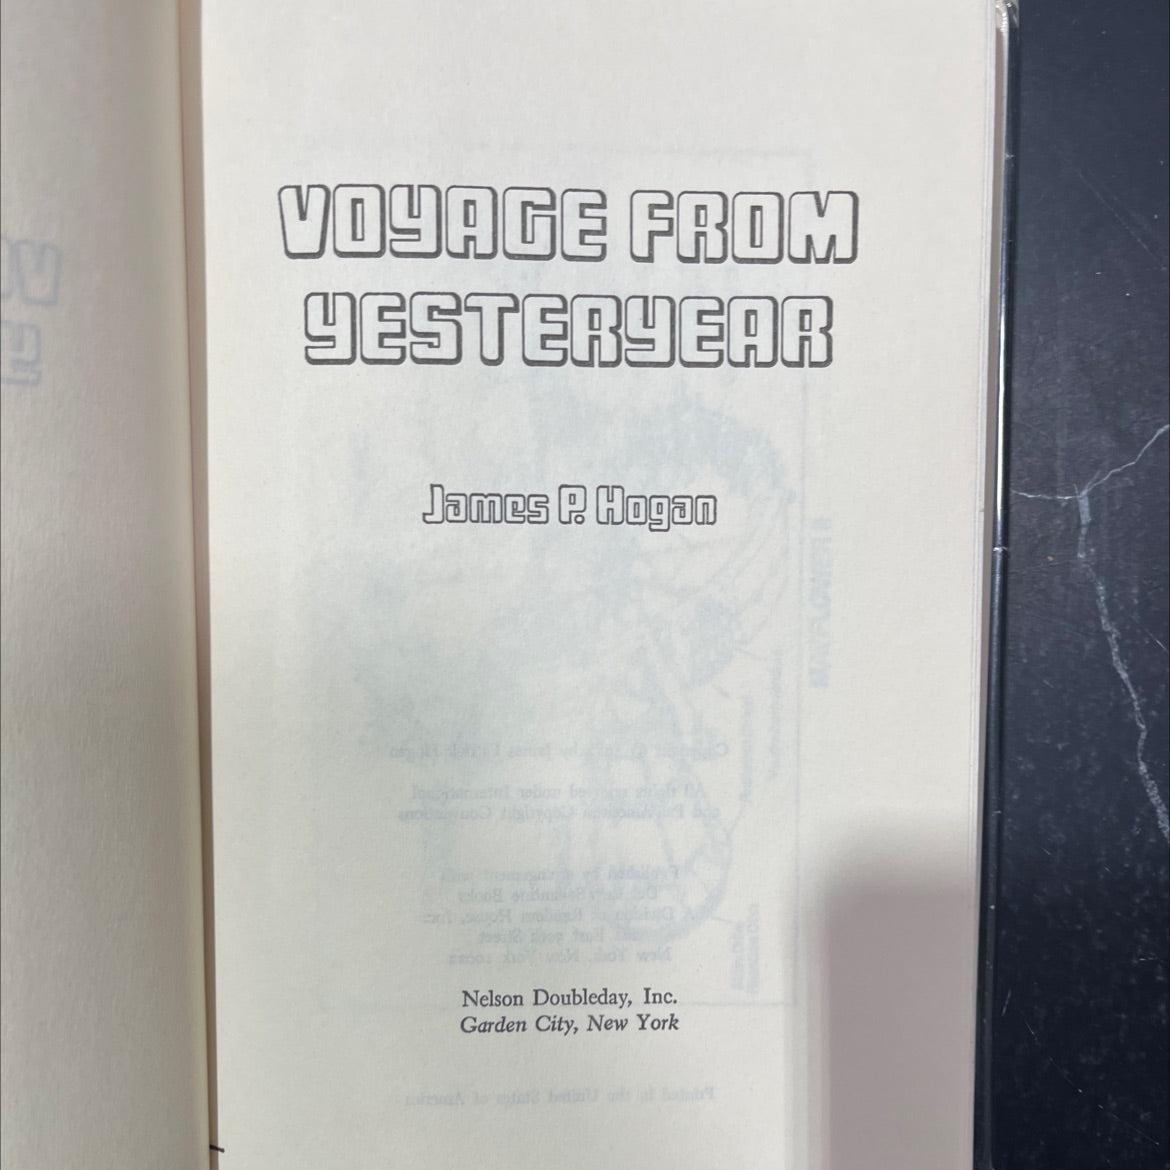 VOYAGE FROM
YESTERYEAR
James P. Hogan
Nelson Doubleday, Inc.
Garden City, New York